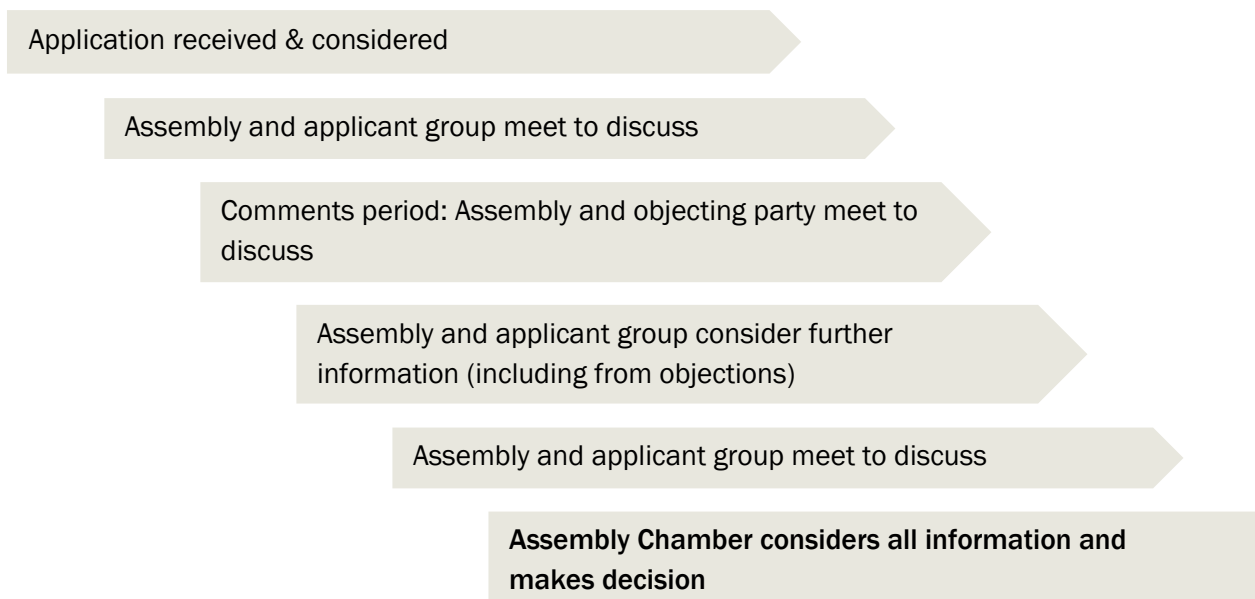 Application received & considered
Assembly and applicant group meet to discuss
Comments period: Assembly and objecting party meet to
discuss
Assembly and applicant group consider further
information (including from objections)
Assembly and applicant group meet to discuss
Assembly Chamber considers all information and
makes decision